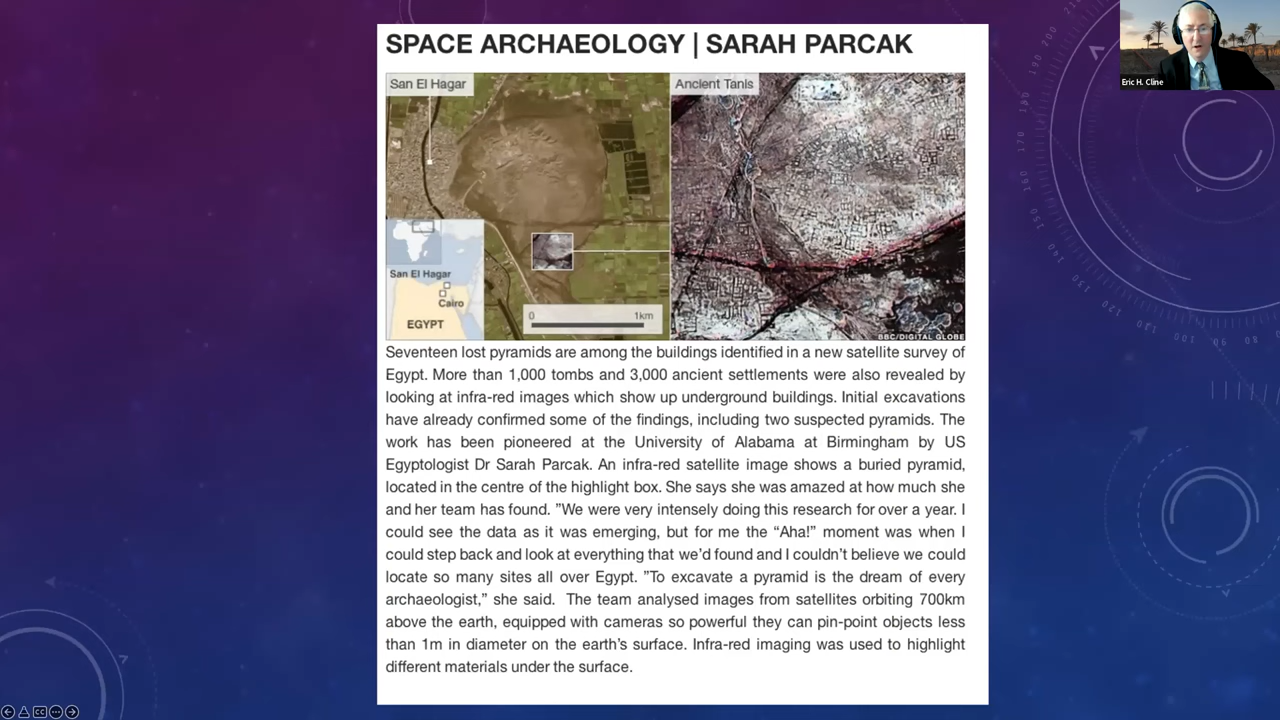 SPACE ARCHAEOLOGY | SARAH PARCAK
Eric H. Cline
San El Hagar
Ancient Tanis
San El Hagar
Cairo
EGYPT
0 1km
BBC/DIGITAL GLOBE
Seventeen lost pyramids are among the buildings identified in a new satellite survey of
Egypt. More than 1,000 tombs and 3,000 ancient settlements were also revealed by
looking at infra-red images which show up underground buildings. Initial excavations
have already confirmed some of the findings, including two suspected pyramids. The
work has been pioneered at the University of Alabama at Birmingham by US
Egyptologist Dr Sarah Parcak. An infra-red satellite image shows a buried pyramid,
located in the centre of the highlight box. She says she was amazed at how much she
and her team has found. ”We were very intensely doing this research for over a year. I
could see the data as it was emerging, but for me the “Aha!” moment was when I
could step back and look at everything that we’d found and I couldn’t believe we could
locate so many sites all over Egypt. ”To excavate a pyramid is the dream of every
archaeologist,” she said. The team analysed images from satellites orbiting 700km
above the earth, equipped with cameras so powerful they can pin-point objects less
than 1m in diameter on the earth’s surface. Infra-red imaging was used to highlight
different materials under the surface.